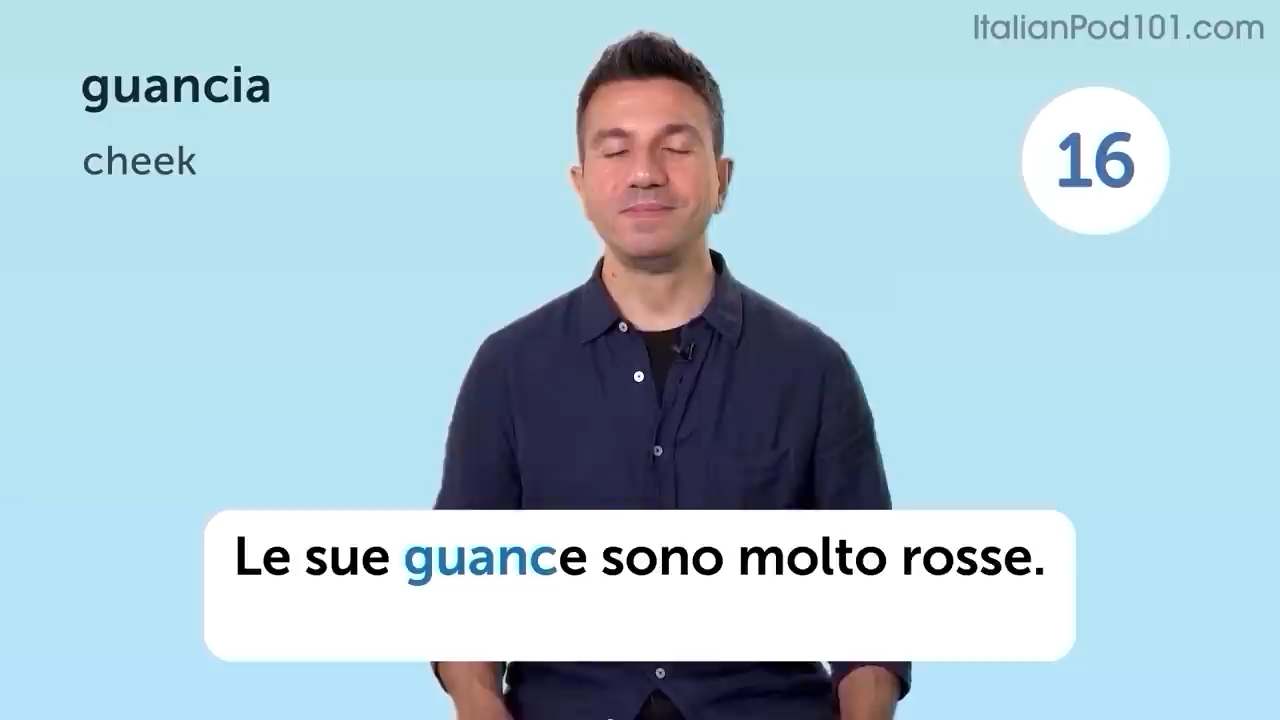 ItalianPod101.com
guancia
cheek
16
Le sue guance sono molto rosse.